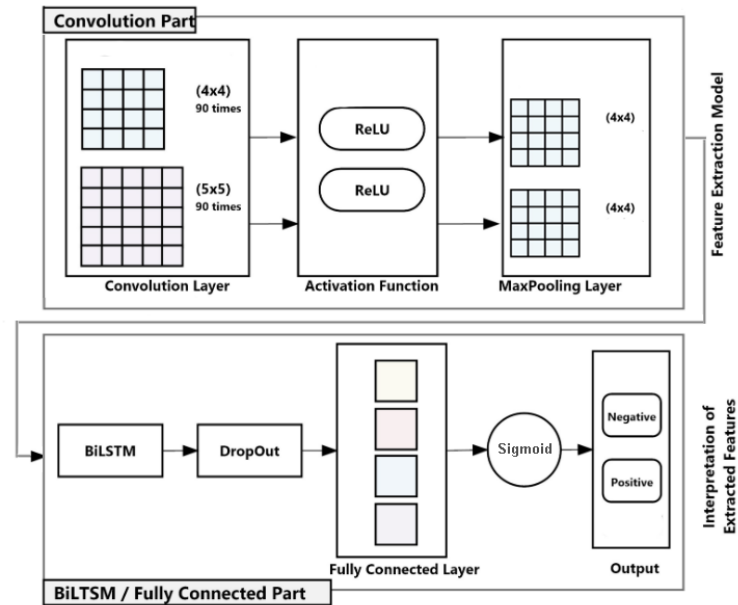 Convolution Part
(4x4)
90 times
(5x5)
90 times
Convolution Layer
ReLU
ReLU
Activation Function
(4x4)
(4x4)
MaxPooling Layer
Feature Extraction Model
BiLSTM
DropOut
Fully Connected Layer
Sigmoid
Negative
Positive
Output
Interpretation of
Extracted Features
BiLTSM / Fully Connected Part